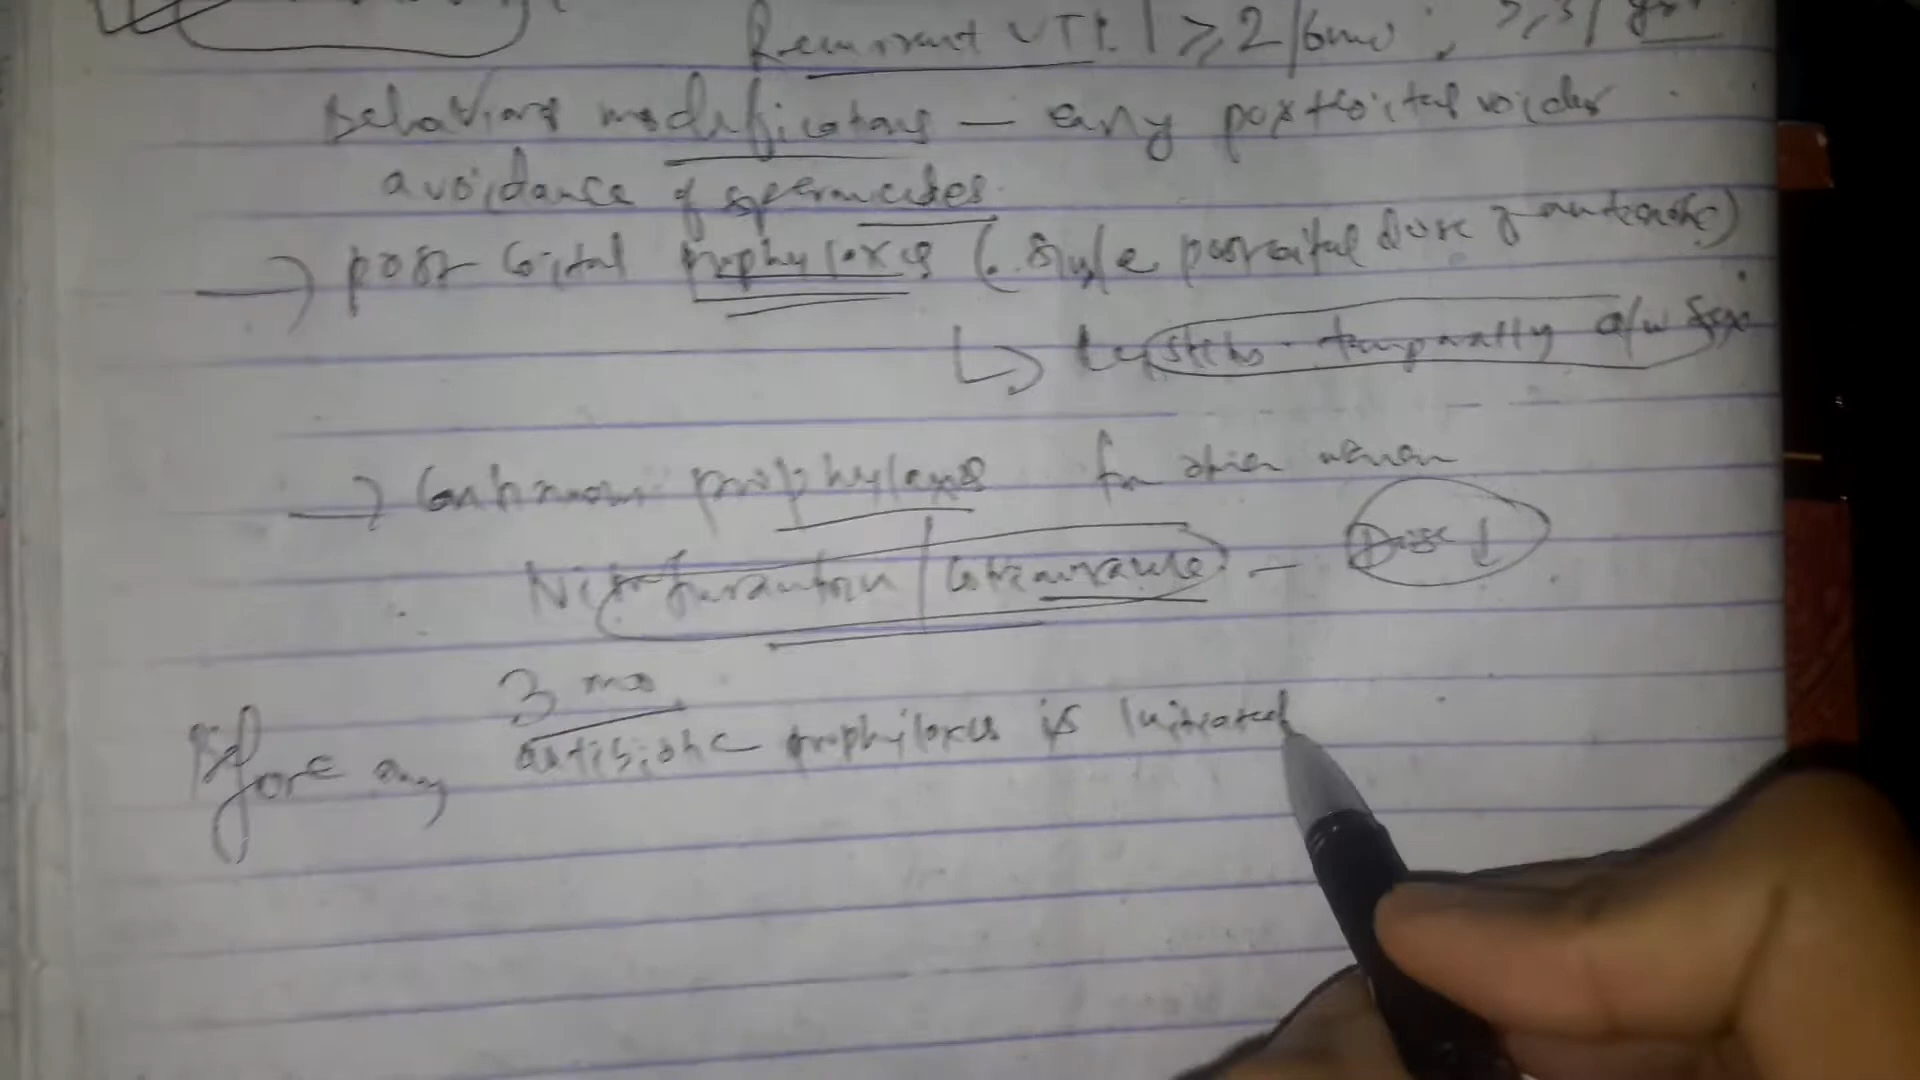 Recurrent UTI | ≥2/6mo ; ≥3/yr
Behaviors modifications — early postcoital voiding
avoidance of spermicides
→ post coital prophylaxis (single postcoital dose of antibiotic)
↳ cystitis temporally a/w
→ Continuous prophylaxis for other women
Nitrofurantoin / Cotrimoxazole — Dose ↓
3 mo
Before any antibiotic prophylaxis is initiated